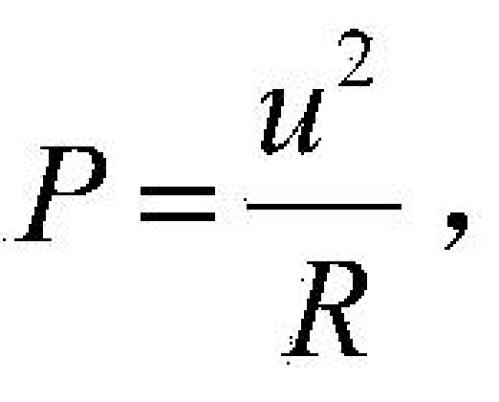 P = u²/R ,